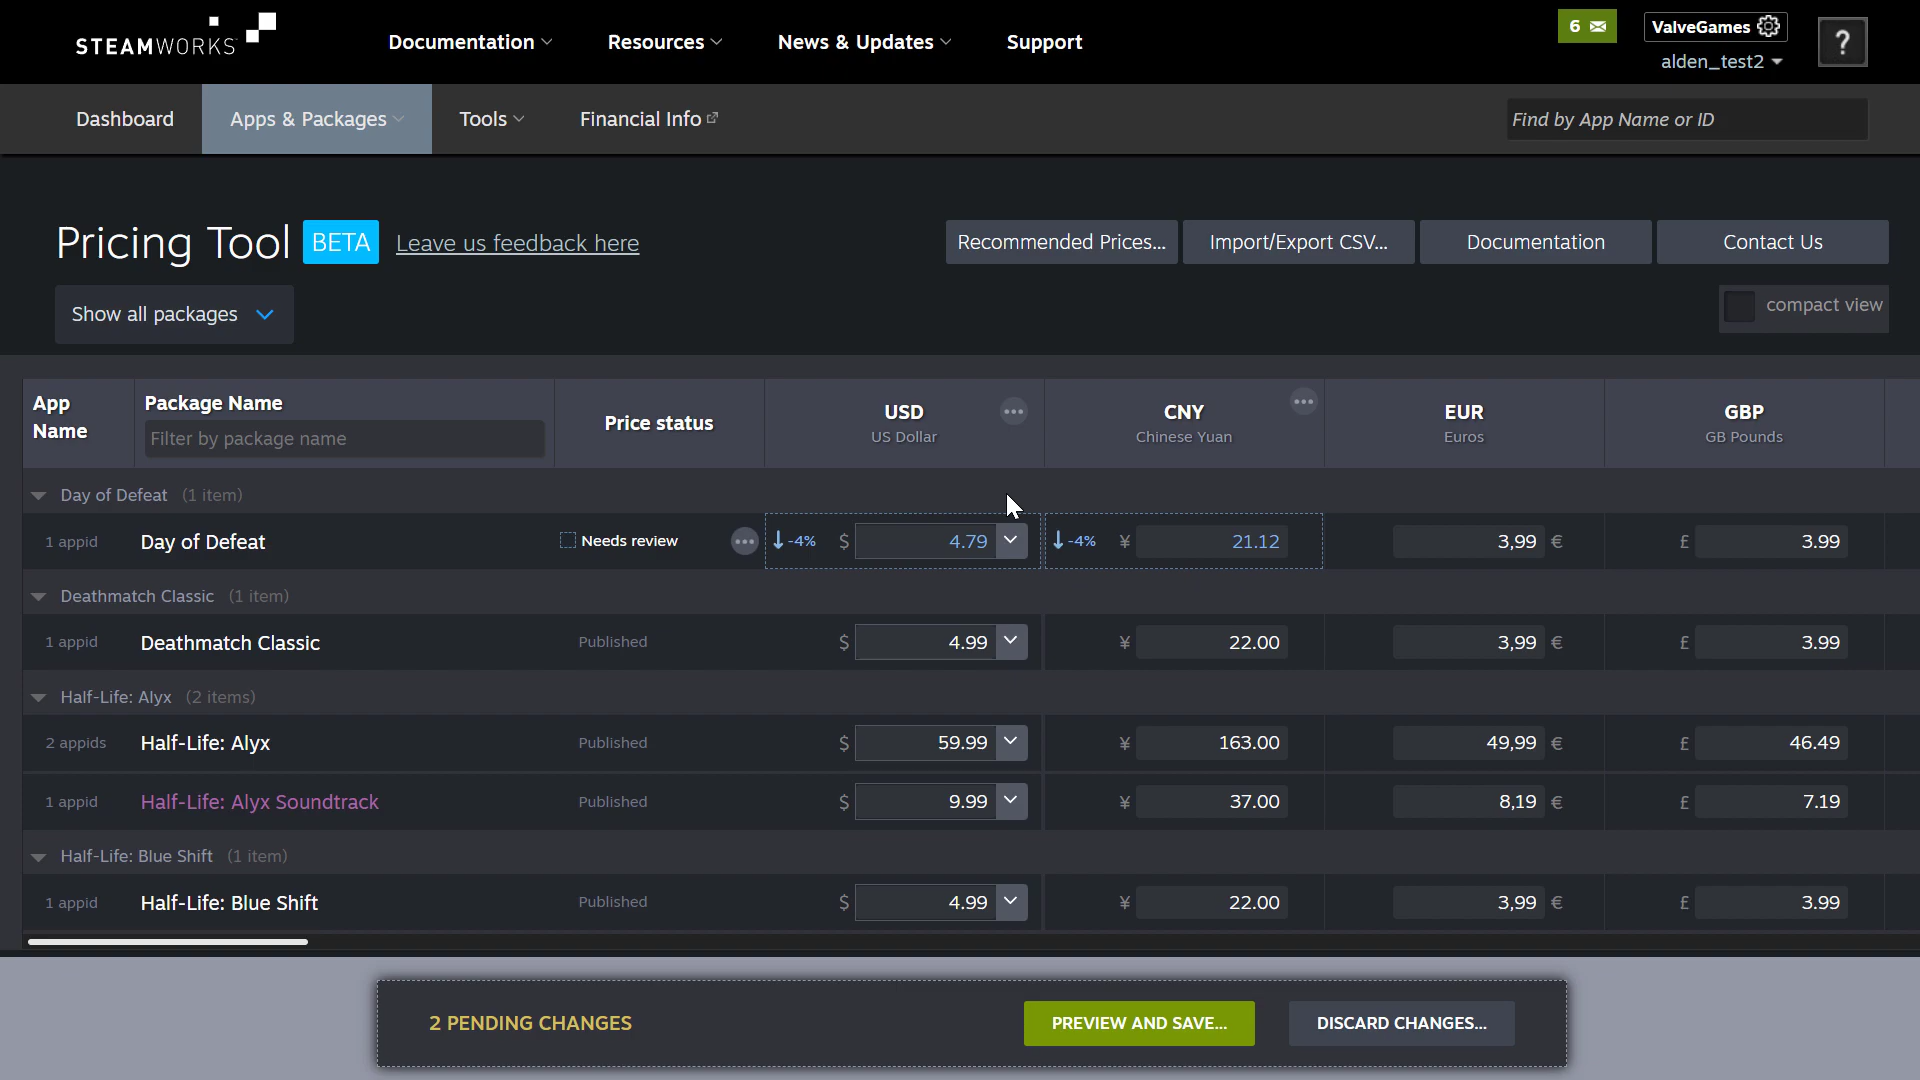 STEAMWORKS
Documentation Resources News & Updates Support
6
ValveGames
?
alden_test2
Dashboard Apps & Packages Tools Financial Info
Find by App Name or ID
Pricing Tool BETA Leave us feedback here
Recommended Prices... Import/Export CSV... Documentation Contact Us
Show all packages
compact view
App Name
Package Name
Filter by package name
Price status
USD
US Dollar
CNY
Chinese Yuan
EUR
Euros
GBP
GB Pounds
Day of Defeat (1 item)
1 appid Day of Defeat Needs review ↓-4% $ 4.79 ↓-4% ¥ 21.12 3,99 € £ 3.99
Deathmatch Classic (1 item)
1 appid Deathmatch Classic Published $ 4.99 ¥ 22.00 3,99 € £ 3.99
Half-Life: Alyx (2 items)
2 appids Half-Life: Alyx Published $ 59.99 ¥ 163.00 49,99 € £ 46.49
1 appid Half-Life: Alyx Soundtrack Published $ 9.99 ¥ 37.00 8,19 € £ 7.19
Half-Life: Blue Shift (1 item)
1 appid Half-Life: Blue Shift Published $ 4.99 ¥ 22.00 3,99 € £ 3.99
2 PENDING CHANGES PREVIEW AND SAVE... DISCARD CHANGES...